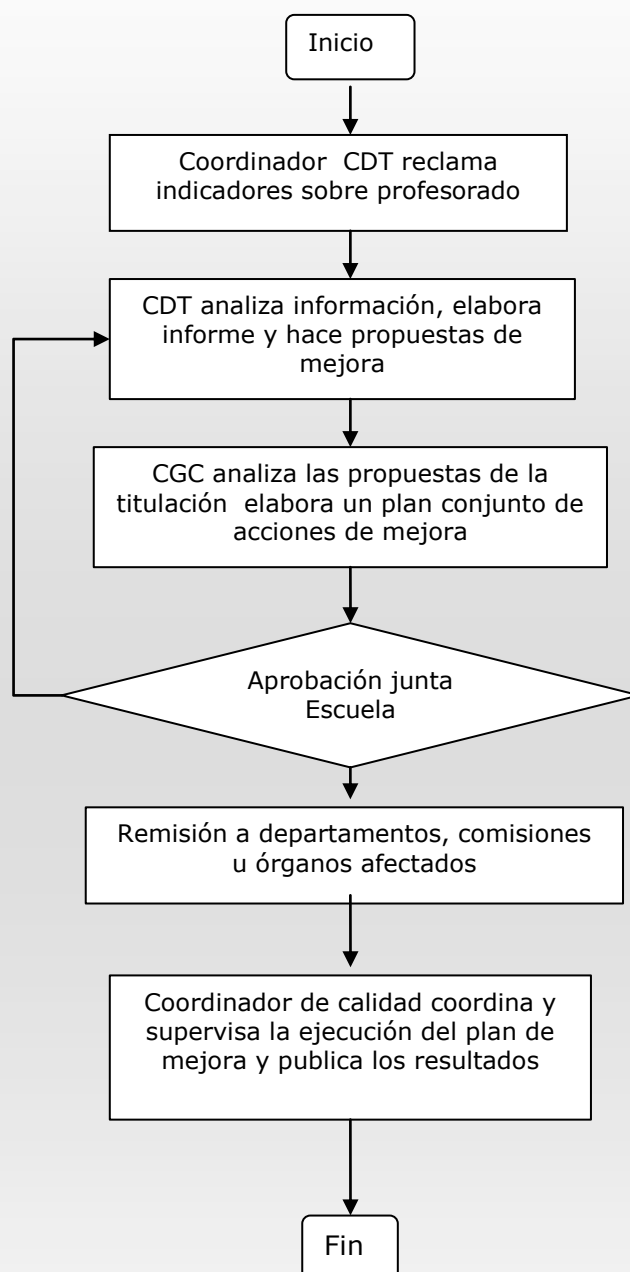 Inicio
Coordinador CDT reclama
indicadores sobre profesorado
CDT analiza información, elabora
informe y hace propuestas de
mejora
CGC analiza las propuestas de la
titulación elabora un plan conjunto de
acciones de mejora
Aprobación junta
Escuela
Remisión a departamentos, comisiones
u órganos afectados
Coordinador de calidad coordina y
supervisa la ejecución del plan de
mejora y publica los resultados
Fin